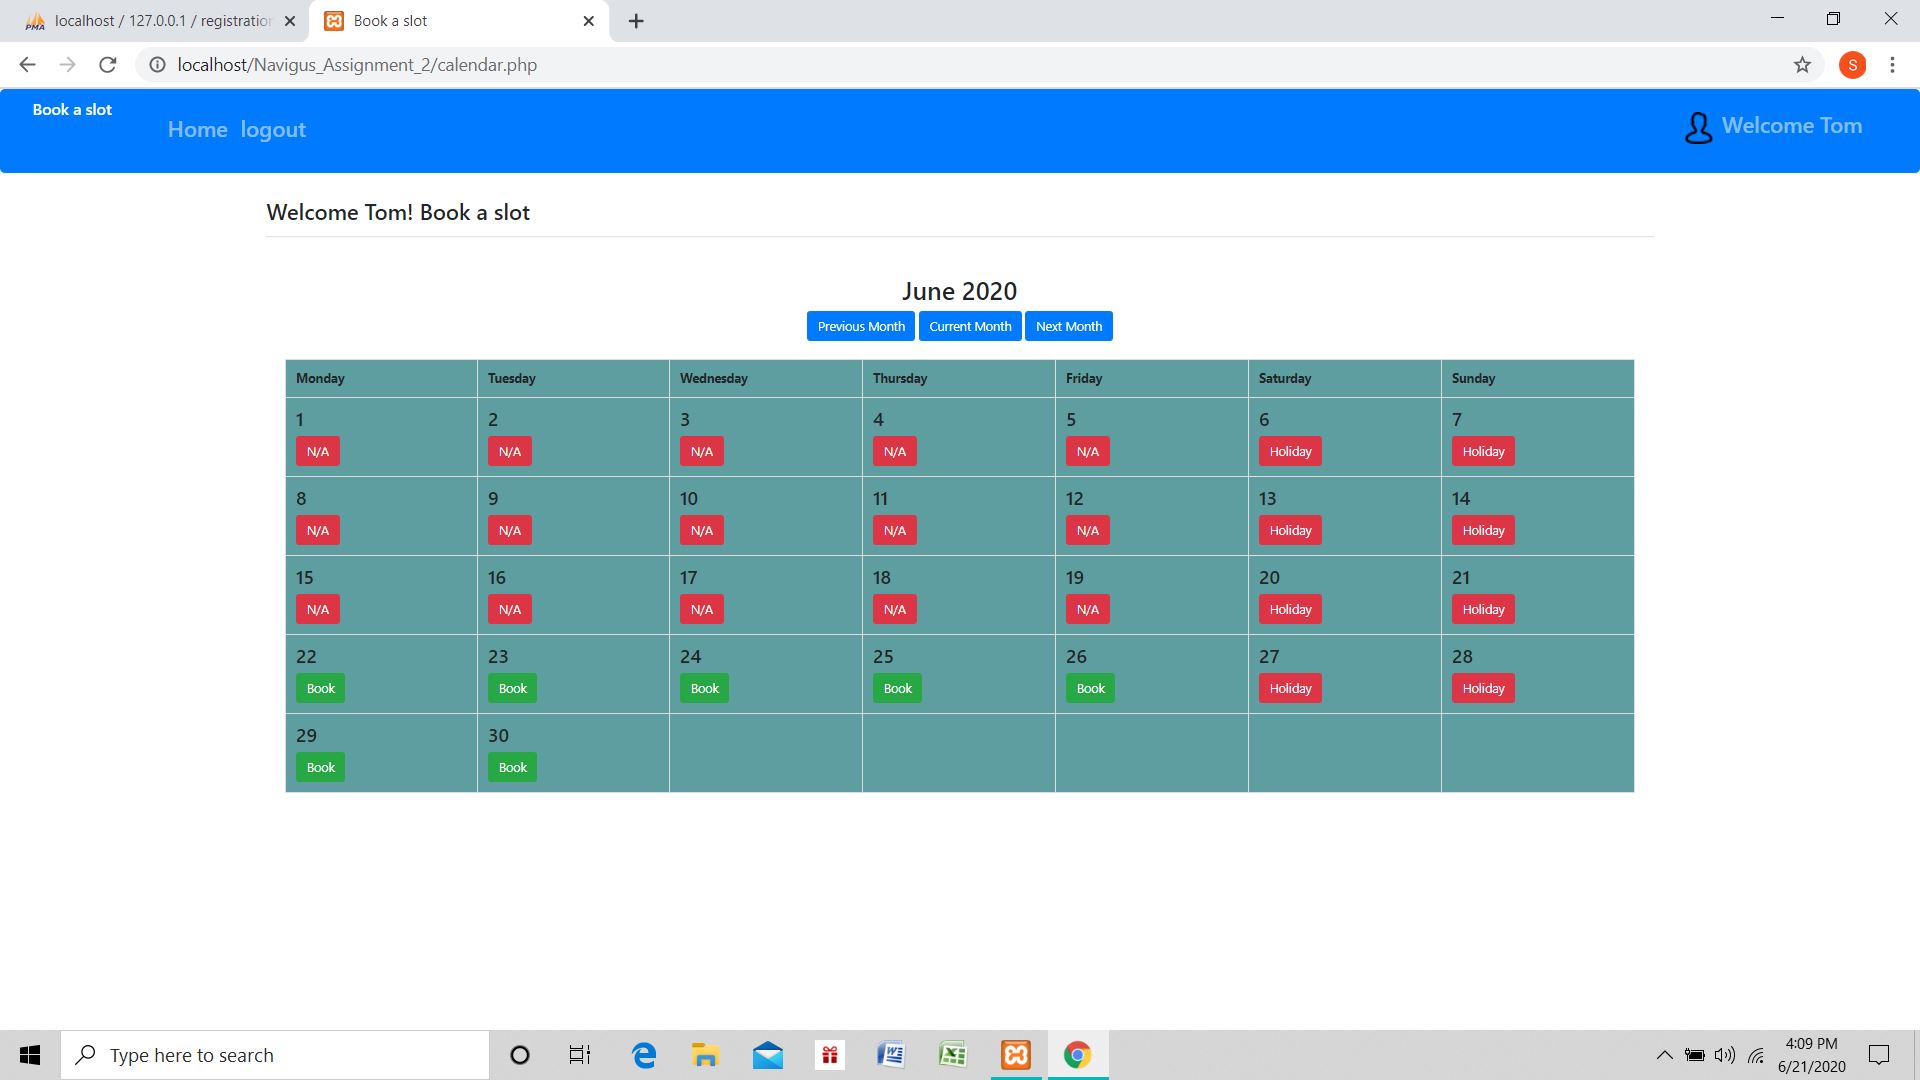 localhost / 127.0.0.1 / registration
Book a slot
localhost/Navigus_Assignment_2/calendar.php
S
Book a slot
Home logout
Welcome Tom
Welcome Tom! Book a slot
June 2020
Previous Month Current Month Next Month
Monday Tuesday Wednesday Thursday Friday Saturday Sunday
1 2 3 4 5 6 7
N/A N/A N/A N/A N/A Holiday Holiday
8 9 10 11 12 13 14
N/A N/A N/A N/A N/A Holiday Holiday
15 16 17 18 19 20 21
N/A N/A N/A N/A N/A Holiday Holiday
22 23 24 25 26 27 28
Book Book Book Book Book Holiday Holiday
29 30
Book Book
Type here to search
4:09 PM
6/21/2020